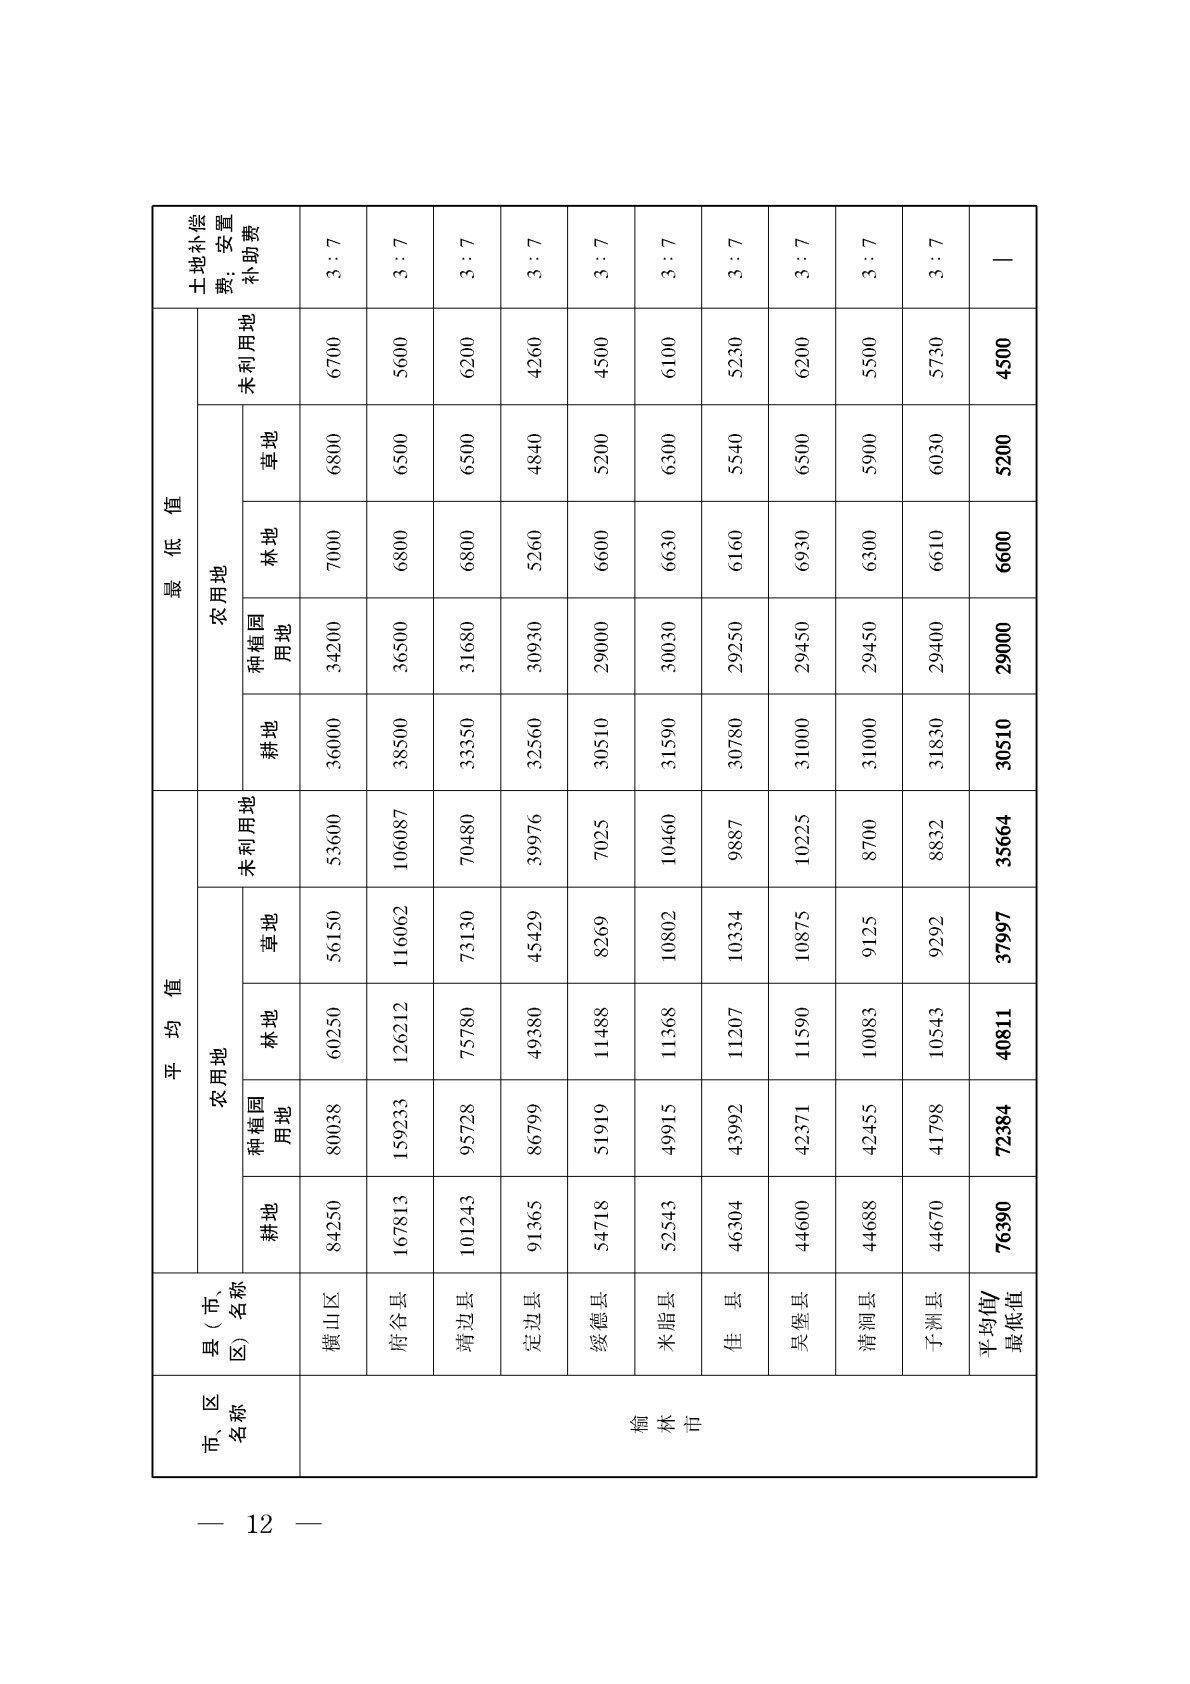 市、区
名称
县（市、
区）名称
平 均 值
最 低 值
土地补偿
费：安置
补助费
农用地
未利用地
农用地
未利用地
耕地
种植园
用地
林地
草地
耕地
种植园
用地
林地
草地
榆
林
市
横山区 84250 80038 60250 56150 53600 36000 34200 7000 6800 6700 3:7
府谷县 167813 159233 126212 116062 106087 38500 36500 6800 6500 5600 3:7
靖边县 101243 95728 75780 73130 70480 33350 31680 6800 6500 6200 3:7
定边县 91365 86799 49380 45429 39976 32560 30930 5260 4840 4260 3:7
绥德县 54718 51919 11488 8269 7025 30510 29000 6600 5200 4500 3:7
米脂县 52543 49915 11368 10802 10460 31590 30030 6630 6300 6100 3:7
佳 县 46304 43992 11207 10334 9887 30780 29250 6160 5540 5230 3:7
吴堡县 44600 42371 11590 10875 10225 31000 29450 6930 6500 6200 3:7
清涧县 44688 42455 10083 9125 8700 31000 29450 6300 5900 5500 3:7
子洲县 44670 41798 10543 9292 8832 31830 29400 6610 6030 5730 3:7
平均值/
最低值
76390 72384 40811 37997 35664 30510 29000 6600 5200 4500 —
— 12 —